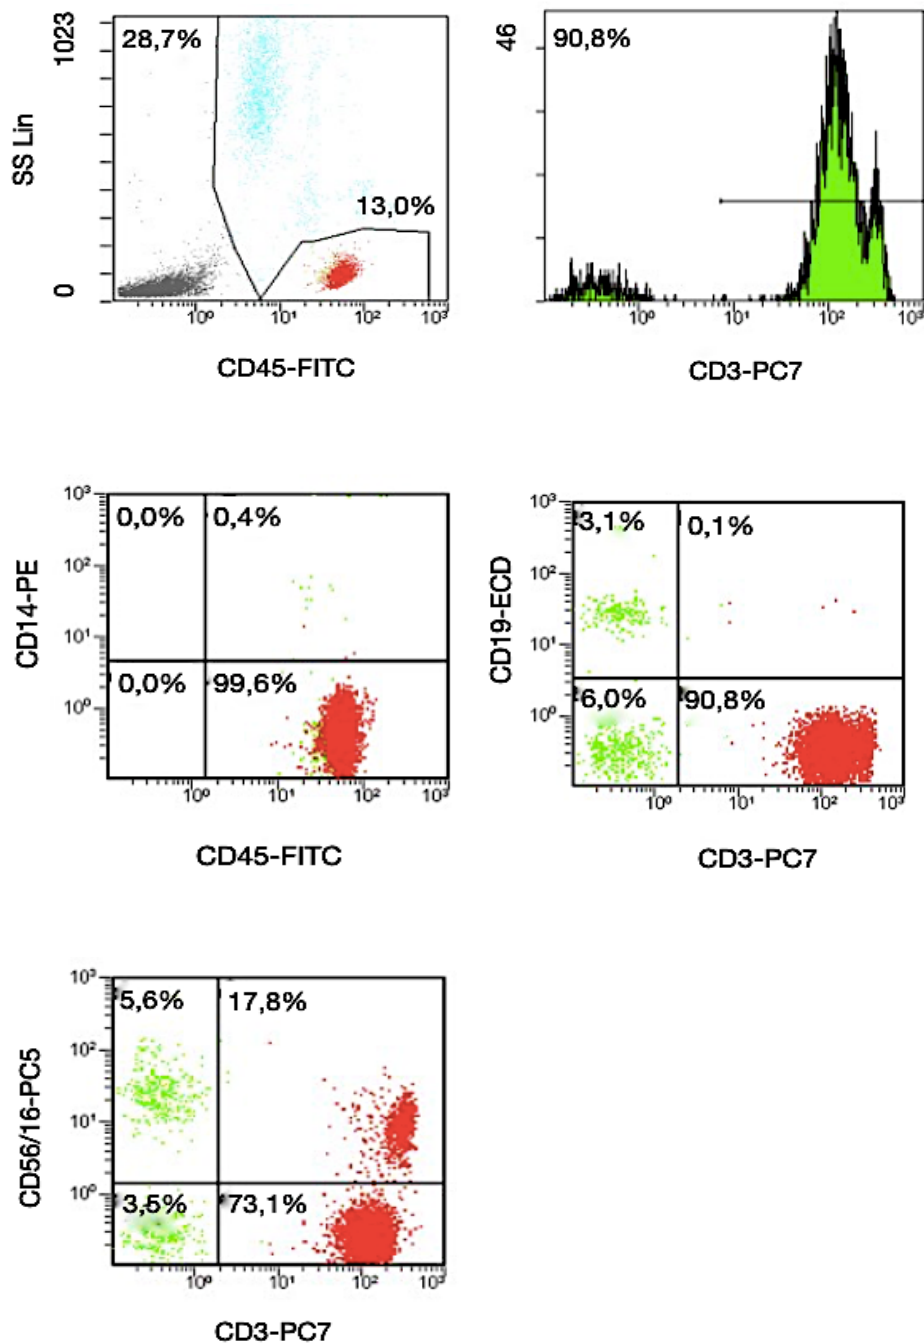 1023
28,7%
SS Lin
13,0%
0
10⁰ 10¹ 10² 10³
CD45-FITC
46
90,8%
10⁰ 10¹ 10² 10³
CD3-PC7
10³
0,0% 0,4%
10²
CD14-PE
10¹
0,0% 99,6%
10⁰
10⁰ 10¹ 10² 10³
CD45-FITC
10³
3,1% 0,1%
10²
CD19-ECD
10¹
6,0% 90,8%
10⁰
10⁰ 10¹ 10² 10³
CD3-PC7
10³
5,6% 17,8%
10²
CD56/16-PC5
10¹
10⁰
3,5% 73,1%
10⁰ 10¹ 10² 10³
CD3-PC7